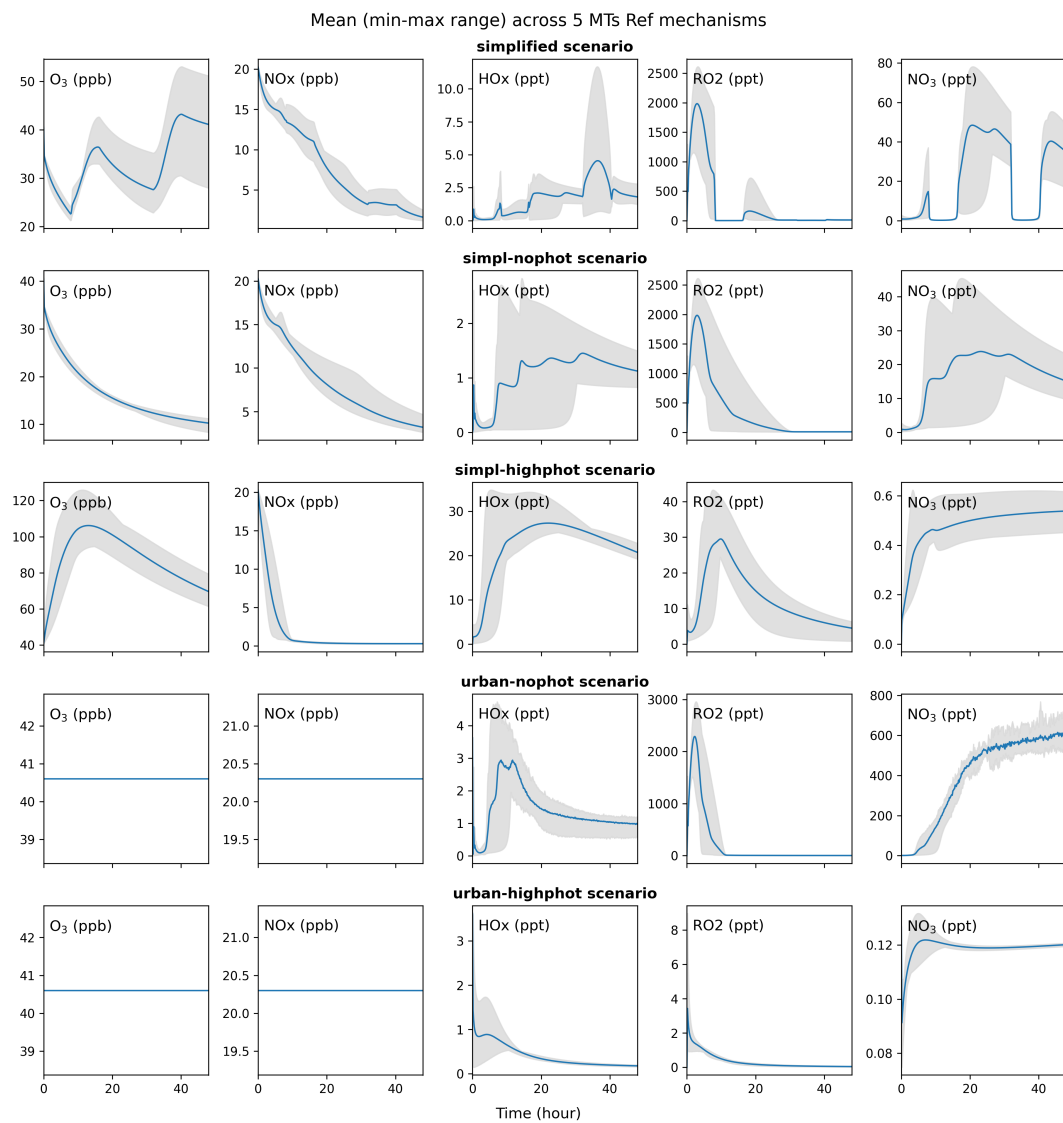 Mean (min-max range) across 5 MTs Ref mechanisms
simplified scenario
O3 (ppb) NOx (ppb) HOx (ppt) RO2 (ppt) NO3 (ppt)
50 40 30 20
20 15 10 5
10.0 7.5 5.0 2.5 0.0
2500 2000 1500 1000 500 0
80 60 40 20 0
simpl-nophot scenario
O3 (ppb) NOx (ppb) HOx (ppt) RO2 (ppt) NO3 (ppt)
40 30 20 10
20 15 10 5
2 1 0
2500 2000 1500 1000 500 0
40 30 20 10 0
simpl-highphot scenario
O3 (ppb) NOx (ppb) HOx (ppt) RO2 (ppt) NO3 (ppt)
120 100 80 60 40
20 15 10 5 0
30 20 10 0
40 30 20 10 0
0.6 0.4 0.2 0.0
urban-nophot scenario
O3 (ppb) NOx (ppb) HOx (ppt) RO2 (ppt) NO3 (ppt)
42 41 40 39
21.0 20.5 20.0 19.5
4 3 2 1 0
3000 2000 1000 0
800 600 400 200 0
urban-highphot scenario
O3 (ppb) NOx (ppb) HOx (ppt) RO2 (ppt) NO3 (ppt)
42 41 40 39
21.0 20.5 20.0 19.5
3 2 1 0
8 6 4 2 0
0.12 0.10 0.08
0 20 40 0 20 40 0 20 40 0 20 40 0 20 40
Time (hour)